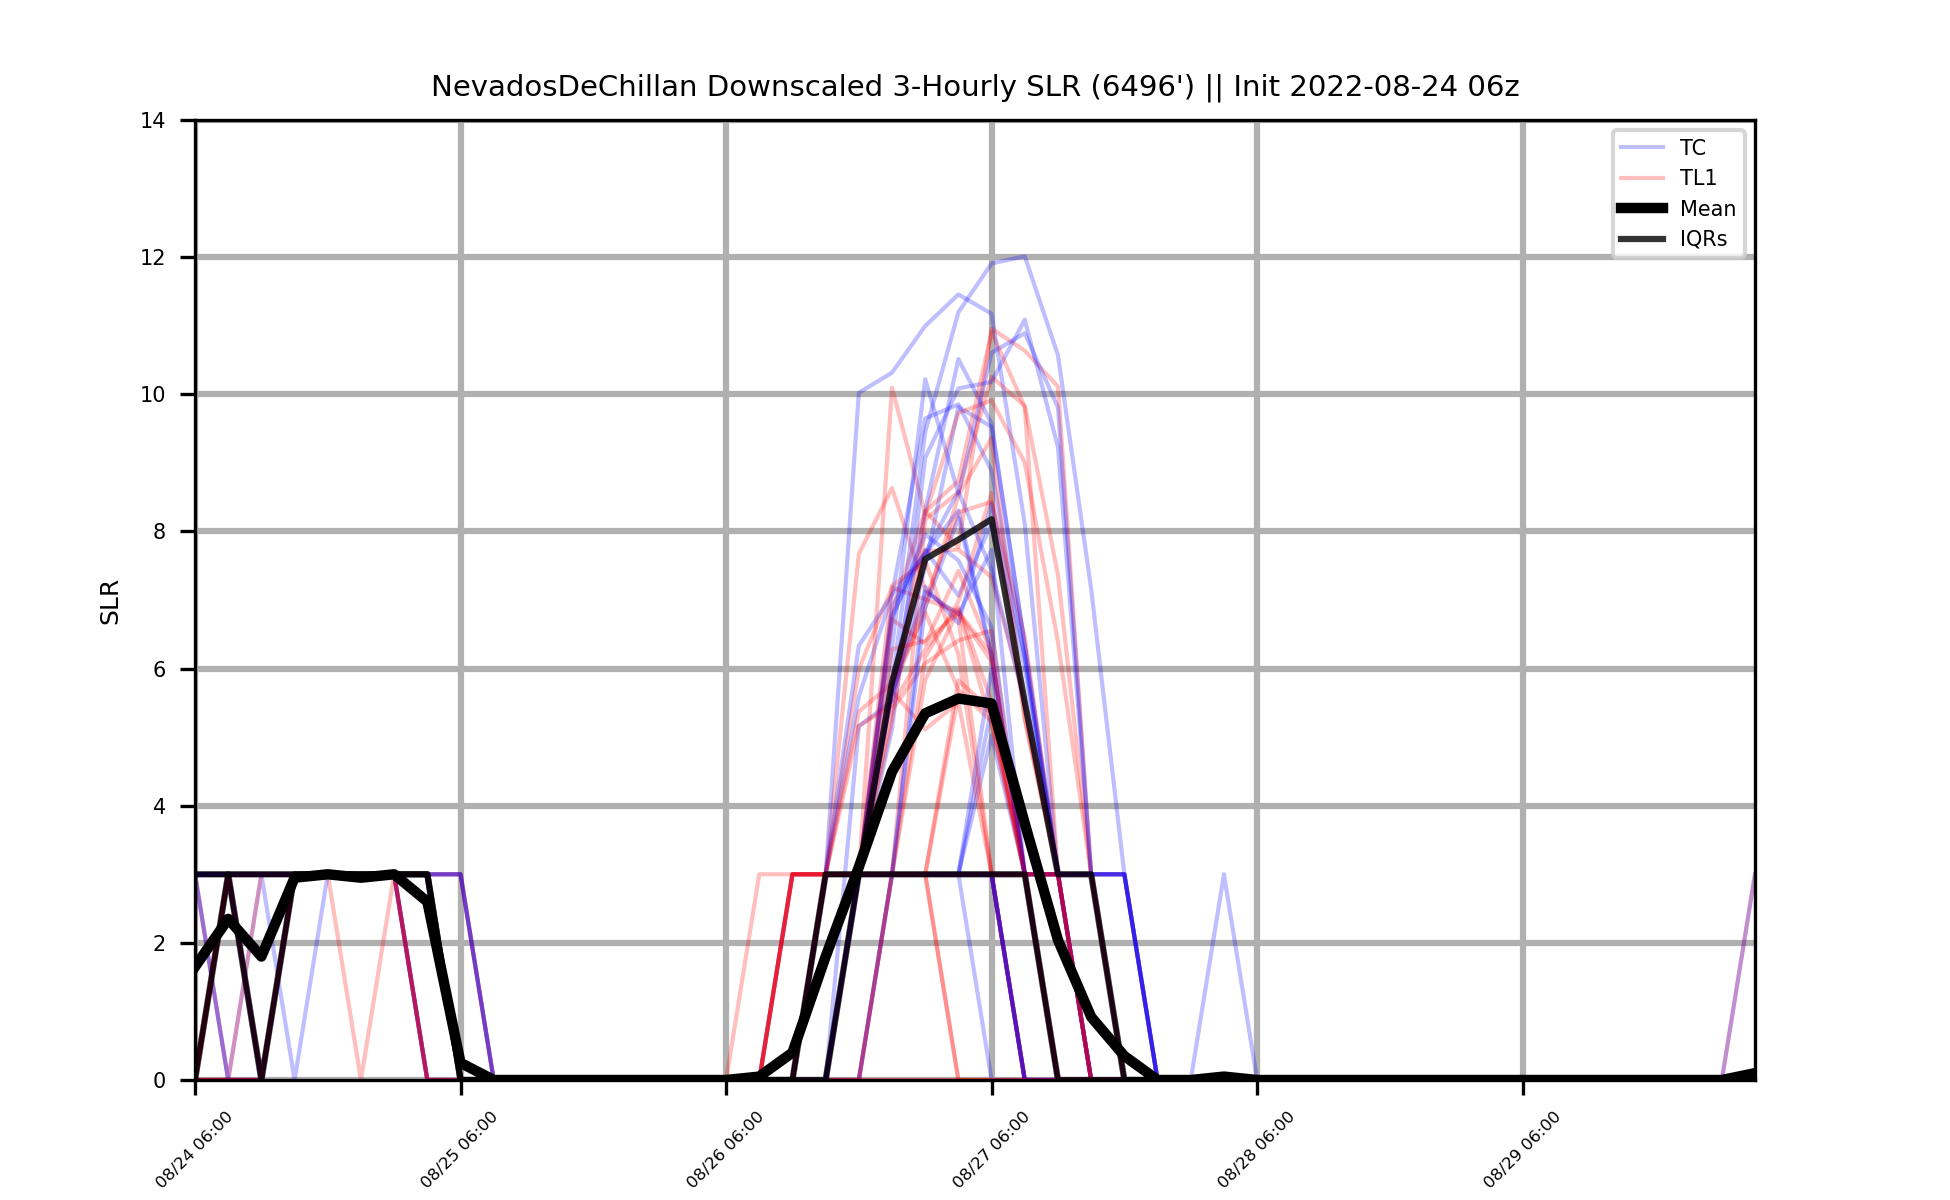 NevadosDeChillan Downscaled 3-Hourly SLR (6496') || Init 2022-08-24 06z
14
12
10
8
6
4
2
0
SLR
TC
TL1
Mean
IQRs
08/24 06:00
08/25 06:00
08/26 06:00
08/27 06:00
08/28 06:00
08/29 06:00